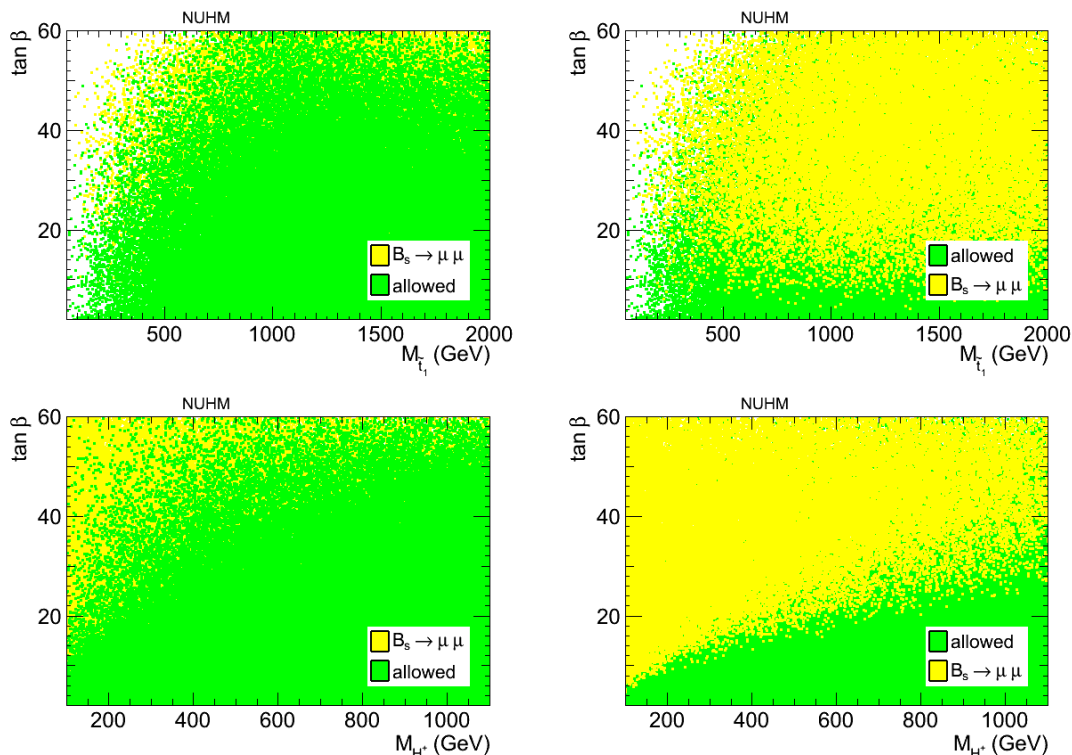 NUHM
tan β
60
40
20
B_s → μ μ
allowed
500
1000
1500
2000
M_t̃₁ (GeV)
NUHM
tan β
60
40
20
allowed
B_s → μ μ
500
1000
1500
2000
M_t̃₁ (GeV)
NUHM
tan β
60
40
20
B_s → μ μ
allowed
200
400
600
800
1000
M_H⁺ (GeV)
NUHM
tan β
60
40
20
allowed
B_s → μ μ
200
400
600
800
1000
M_H⁺ (GeV)